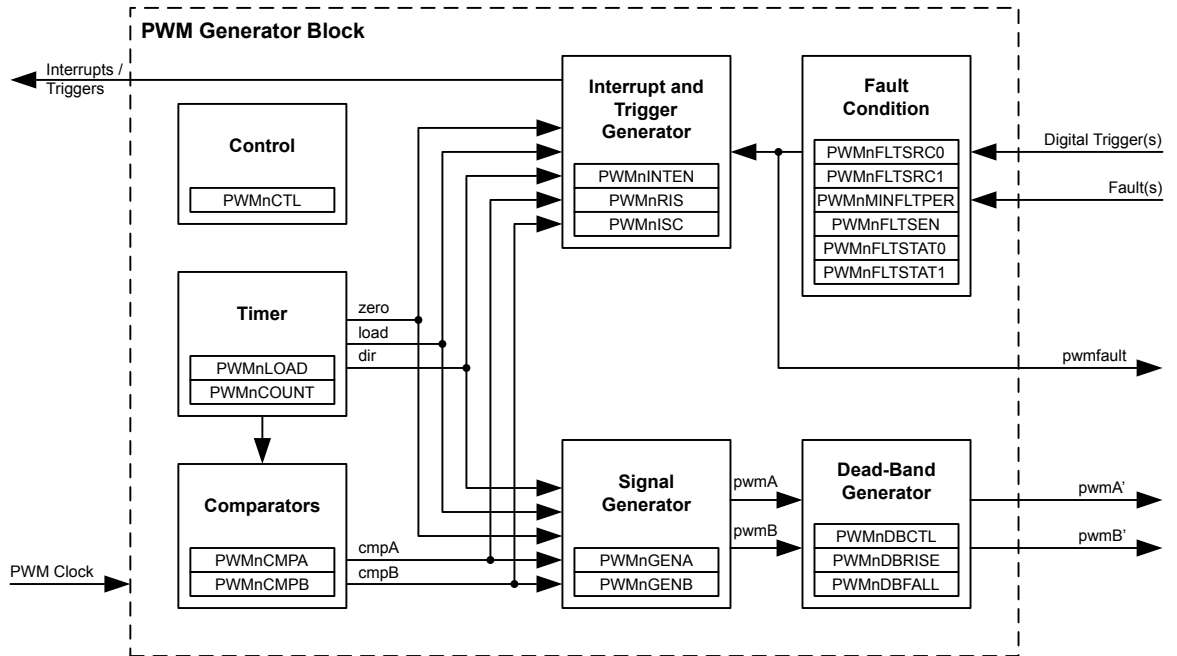 PWM Generator Block
Interrupts /
Triggers
Control
PWMnCTL
Interrupt and
Trigger
Generator
PWMnINTEN
PWMnRIS
PWMnISC
Fault
Condition
PWMnFLTSRC0
PWMnFLTSRC1
PWMnMINFLTPER
PWMnFLTSEN
PWMnFLTSTAT0
PWMnFLTSTAT1
Digital Trigger(s)
Fault(s)
Timer
PWMnLOAD
PWMnCOUNT
zero
load
dir
pwmfault
Comparators
PWMnCMPA
PWMnCMPB
cmpA
cmpB
PWM Clock
Signal
Generator
PWMnGENA
PWMnGENB
pwmA
pwmB
Dead-Band
Generator
PWMnDBCTL
PWMnDBRISE
PWMnDBFALL
pwmA’
pwmB’